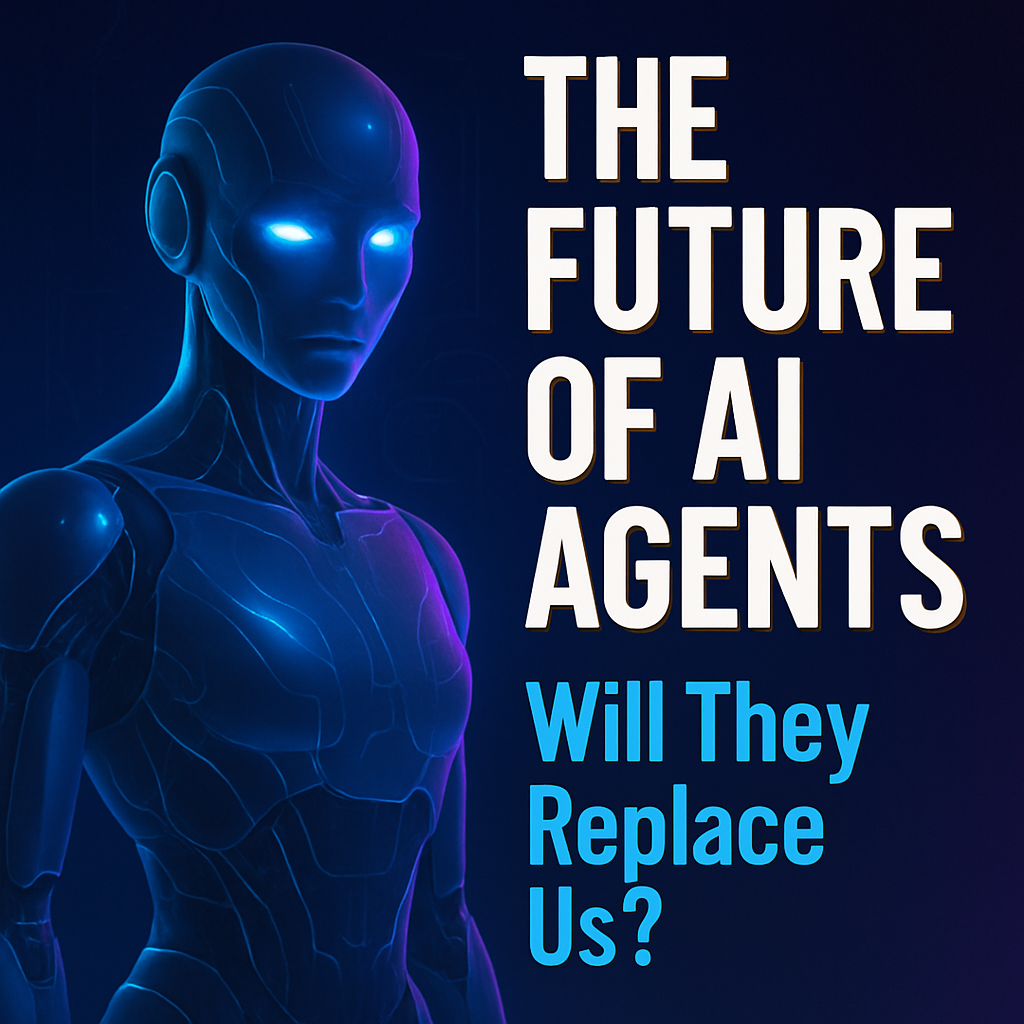 THE
FUTURE
OF AI
AGENTS
Will They
Replace
Us?